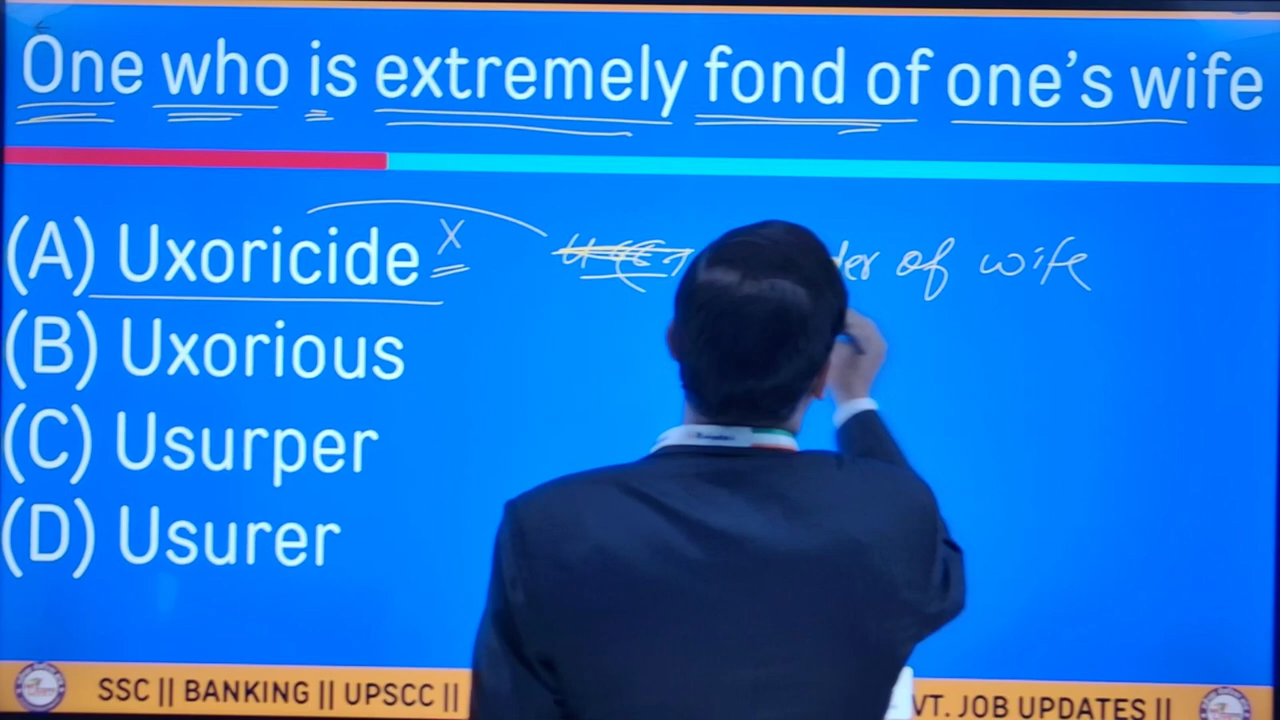 One who is extremely fond of one's wife
(A) Uxoricide x of wife
(B) Uxorious
(C) Usurper
(D) Usurer
SSC || BANKING || UPSCC || VT. JOB UPDATES ||